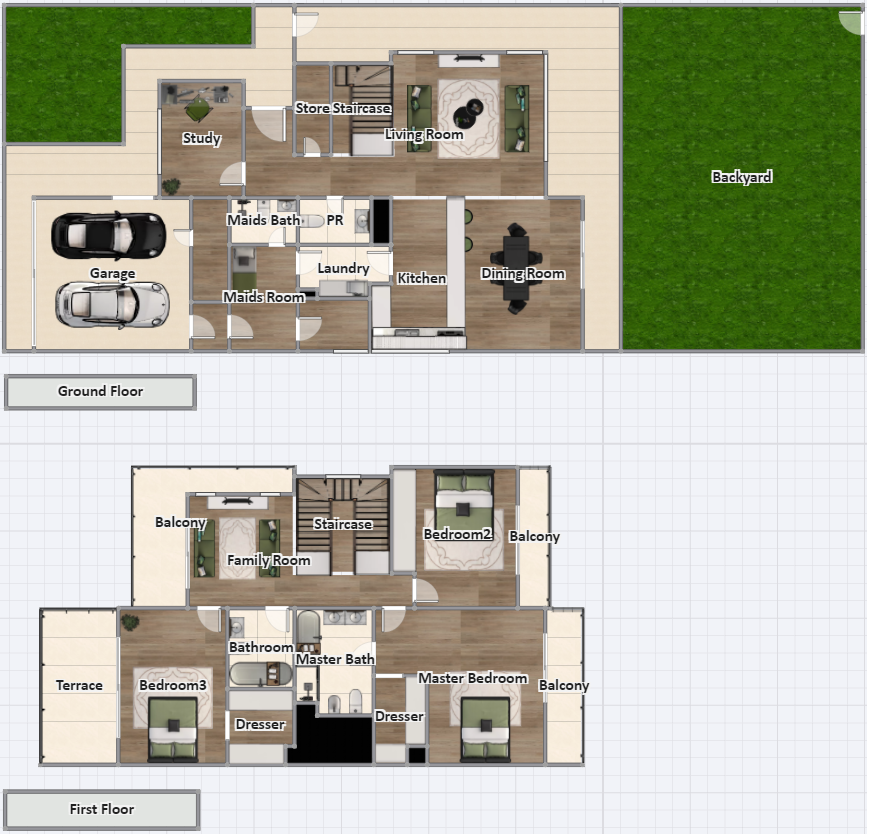 Store
Staircase
Living Room
Study
Backyard
Maids Bath
PR
Garage
Laundry
Kitchen
Dining Room
Maids Room
Ground Floor
Balcony
Staircase
Bedroom2
Balcony
Family Room
Bathroom
Master Bath
Terrace
Bedroom3
Master Bedroom
Balcony
Dresser
Dresser
First Floor